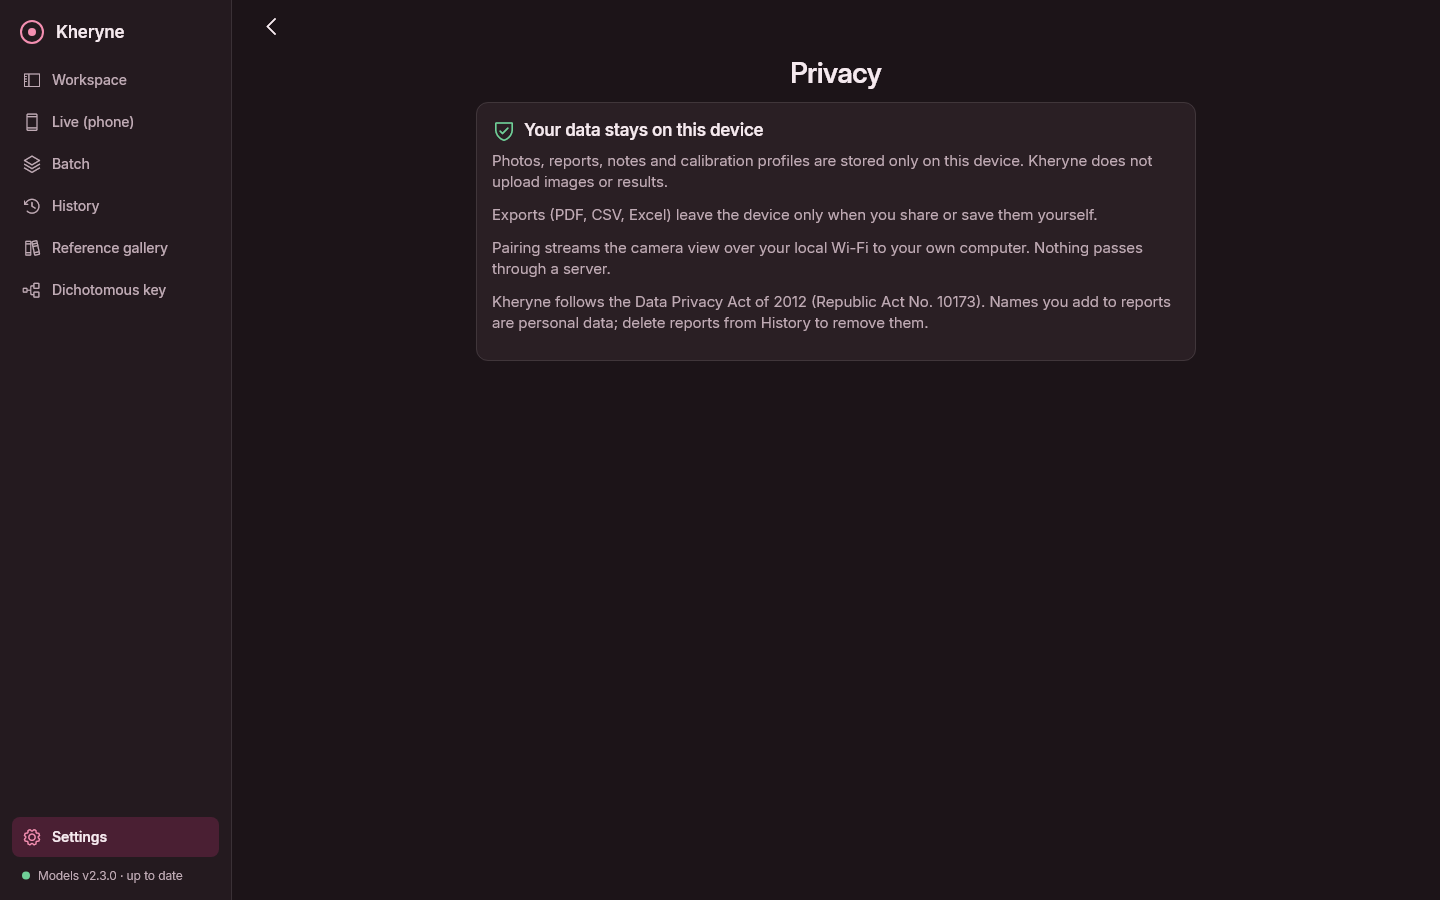 Kheryne
Workspace
Live (phone)
Batch
History
Reference gallery
Dichotomous key
Settings
Models v2.3.0 · up to date
Privacy
Your data stays on this device
Photos, reports, notes and calibration profiles are stored only on this device. Kheryne does not
upload images or results.
Exports (PDF, CSV, Excel) leave the device only when you share or save them yourself.
Pairing streams the camera view over your local Wi-Fi to your own computer. Nothing passes
through a server.
Kheryne follows the Data Privacy Act of 2012 (Republic Act No. 10173). Names you add to reports
are personal data; delete reports from History to remove them.